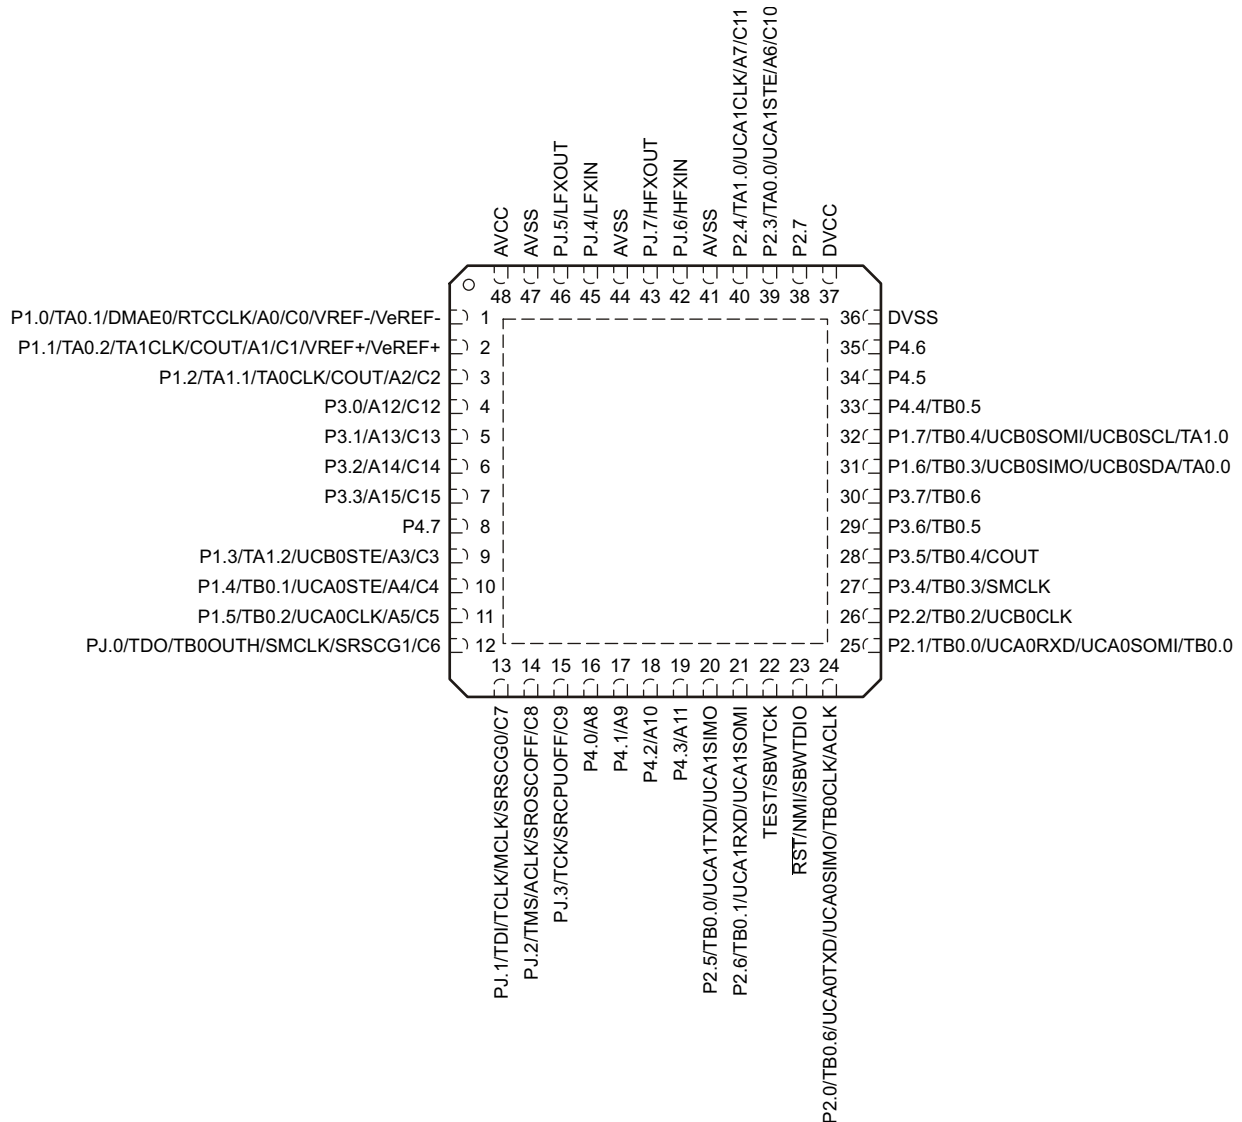 P2.4/TA1.0/UCA1CLK/A7/C11
P2.3/TA0.0/UCA1STE/A6/C10
AVCC
AVSS
PJ.5/LFXOUT
PJ.4/LFXIN
AVSS
PJ.7/HFXOUT
PJ.6/HFXIN
AVSS
P2.7
DVCC
48 47 46 45 44 43 42 41 40 39 38 37
P1.0/TA0.1/DMAE0/RTCCLK/A0/C0/VREF-/VeREF- 1
P1.1/TA0.2/TA1CLK/COUT/A1/C1/VREF+/VeREF+ 2
P1.2/TA1.1/TA0CLK/COUT/A2/C2 3
P3.0/A12/C12 4
P3.1/A13/C13 5
P3.2/A14/C14 6
P3.3/A15/C15 7
P4.7 8
P1.3/TA1.2/UCB0STE/A3/C3 9
P1.4/TB0.1/UCA0STE/A4/C4 10
P1.5/TB0.2/UCA0CLK/A5/C5 11
PJ.0/TDO/TB0OUTH/SMCLK/SRSCG1/C6 12
36 DVSS
35 P4.6
34 P4.5
33 P4.4/TB0.5
32 P1.7/TB0.4/UCB0SOMI/UCB0SCL/TA1.0
31 P1.6/TB0.3/UCB0SIMO/UCB0SDA/TA0.0
30 P3.7/TB0.6
29 P3.6/TB0.5
28 P3.5/TB0.4/COUT
27 P3.4/TB0.3/SMCLK
26 P2.2/TB0.2/UCB0CLK
25 P2.1/TB0.0/UCA0RXD/UCA0SOMI/TB0.0
13 14 15 16 17 18 19 20 21 22 23 24
PJ.1/TDI/TCLK/MCLK/SRSCG0/C7
PJ.2/TMS/ACLK/SROSCOFF/C8
PJ.3/TCK/SRCPUOFF/C9
P4.0/A8
P4.1/A9
P4.2/A10
P4.3/A11
P2.5/TB0.0/UCA1TXD/UCA1SIMO
P2.6/TB0.1/UCA1RXD/UCA1SOMI
TEST/SBWTCK
RST/NMI/SBWTDIO
P2.0/TB0.6/UCA0TXD/UCA0SIMO/TB0CLK/ACLK